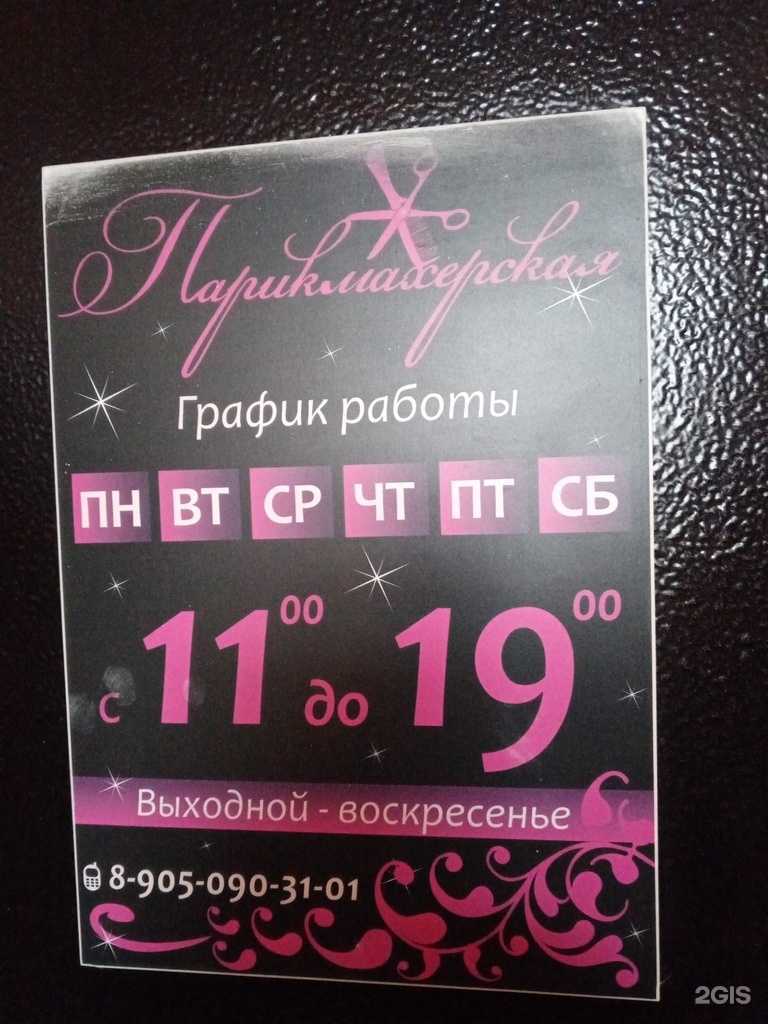 Парикмахерская
График работы
ПН ВТ СР ЧТ ПТ СБ
с 11 00 до 19 00
Выходной - воскресенье
8-905-090-31-01
2GIS